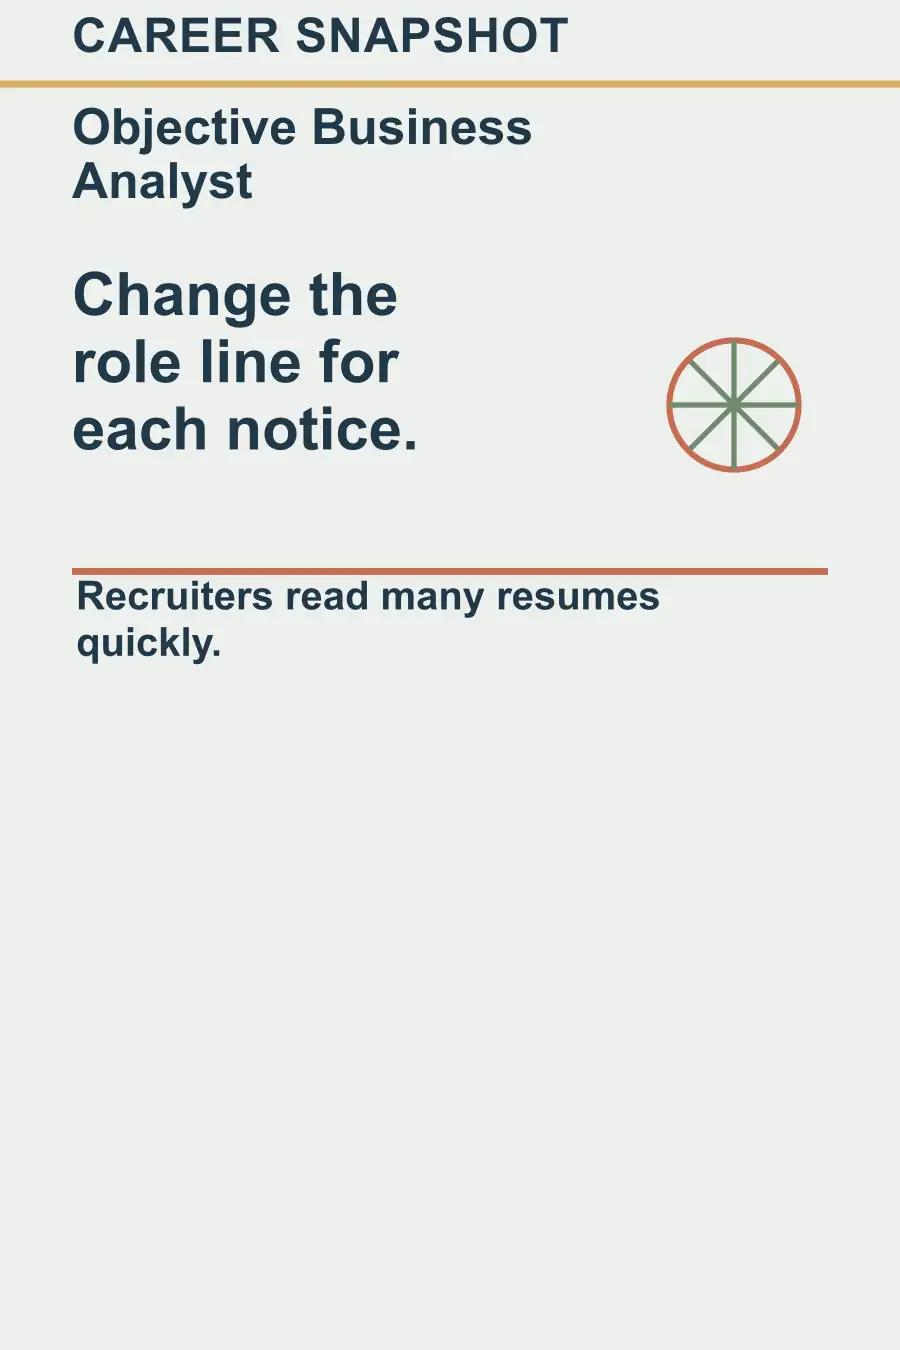 CAREER SNAPSHOT
Objective Business
Analyst
Change the
role line for
each notice.
Recruiters read many resumes
quickly.